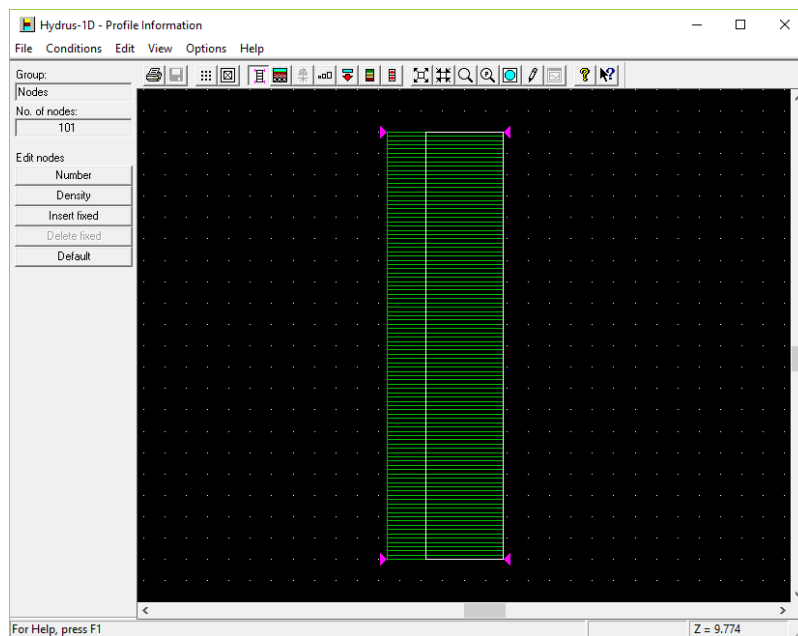 Hydrus-1D - Profile Information
File Conditions Edit View Options Help
Group:
Nodes
No. of nodes:
101
Edit nodes
Number
Density
Insert fixed
Delete fixed
Default
For Help, press F1
Z = 9.774